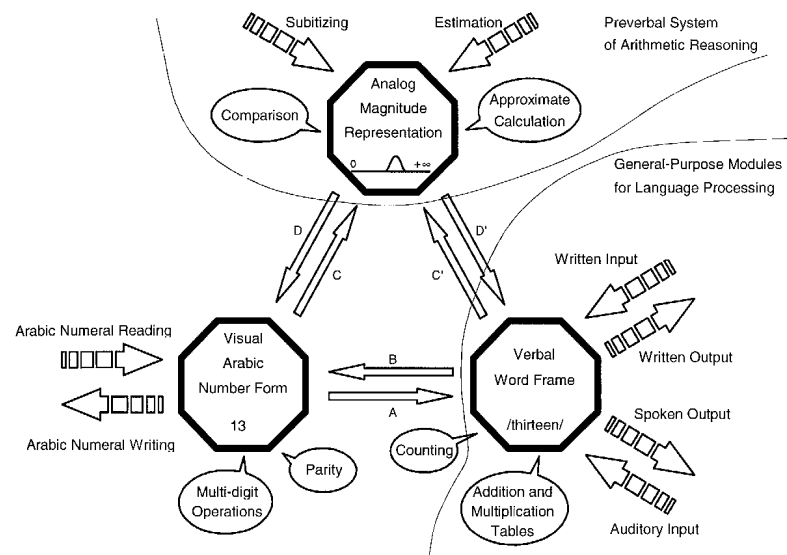 Subitizing
Estimation
Preverbal System
of Arithmetic Reasoning
Analog
Magnitude
Representation
0 +∞
Comparison
Approximate
Calculation
General-Purpose Modules
for Language Processing
D
C
D'
C'
Written Input
Written Output
Arabic Numeral Reading
Arabic Numeral Writing
Visual
Arabic
Number Form
13
B
A
Verbal
Word Frame
/thirteen/
Spoken Output
Auditory Input
Counting
Parity
Multi-digit
Operations
Addition and
Multiplication
Tables